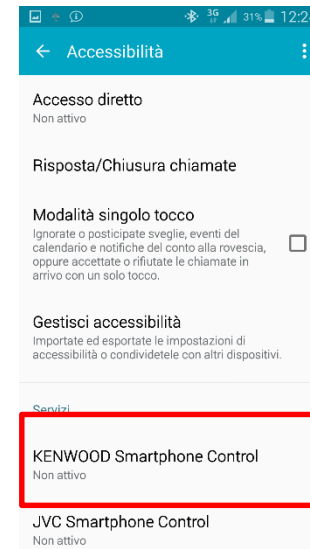 3G 31% 12:24
Accessibilità
Accesso diretto
Non attivo
Risposta/Chiusura chiamate
Modalità singolo tocco
Ignorate o posticipate sveglie, eventi del
calendario e notifiche del conto alla rovescia,
oppure accettate o rifiutate le chiamate in
arrivo con un solo tocco.
Gestisci accessibilità
Importate ed esportate le impostazioni di
accessibilità o condividetele con altri dispositivi.
Servizi
KENWOOD Smartphone Control
Non attivo
JVC Smartphone Control
Non attivo